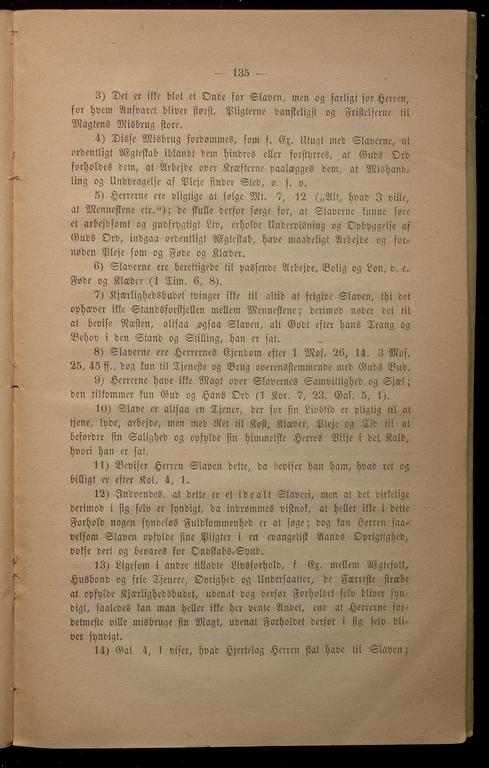 — 135 —
3) Det er ikke blot et Onde for Slaven, men og farligt for Herren,
for hvem Ansvaret bliver størst, Pligterne vanskeligst og Fristelserne til
Magtens Misbrug store.
4) Disse Misbrug fordømmes, som f. Ex. Utugt med Slaverne, at
ordentligt Ægteskab iblandt dem hindres eller forstyrres, at Guds Ord
forholdes dem, at Arbejde over Kræfterne paalægges dem, at Mishand-
ling og Unddragelse af Pleje finder Sted, o. s. v.
5) Herrerne ere pligtige at følge Mt. 7, 12 („Alt, hvad I ville,
at Menneskene etc."); de skulle derfor sørge for, at Slaverne kunne føre
et arbejdsomt og gudfrygtigt Liv, erholde Undervisning og Opbyggelse af
Guds Ord, indgaa ordentligt Ægteskab, have maadeligt Arbejde og for-
nøden Pleje som og Føde og Klæder.
6) Slaverne ere berettigede til passende Arbejde, Bolig og Løn, d. e.
Føde og Klæder (1 Tim. 6, 8).
7) Kjærlighedsbudet tvinger ikke til altid at frigive Slaven, thi det
ophæver ikke Standsforskjellen mellem Menneskene; derimod nøder det til
at bevise Næsten, altsaa ogsaa Slaven, alt Godt efter hans Trang og
Behov i den Stand og Stilling, han er sat.
8) Slaverne ere Herrernes Ejendom efter 1 Mos. 26, 14. 3 Mos.
25, 45 ff., dog kun til Tjeneste og Brug overensstemmende med Guds Bud.
9) Herrerne have ikke Magt over Slavernes Samvittighed og Sjæl;
den tilkommer kun Gud og Hans Ord (1 Kor. 7, 23. Gal. 5, 1).
10) Slave er altsaa en Tjener, der for sin Livstid er pligtig til at
tjene, lyde, arbejde, men med Ret til Kost, Klæder, Pleje og Tid til at
befordre sin Salighed og opfylde sin himmelske Herres Vilje i det Kald,
hvori han er sat.
11) Beviser Herren Slaven dette, da beviser han ham, hvad ret og
billigt er efter Kol. 4, 1.
12) Indvendes, at dette er et idealt Slaveri, men at det virkelige
derimod i sig selv er syndigt, da indrømmes vistnok, at heller ikke i dette
Forhold nogen syndeløs Fuldkommenhed er at søge; dog kan Herren saa-
velsom Slaven opfylde sine Pligter i en evangelisk Aands Oprigtighed,
vokse deri og bevares for Ondskabs-Synd.
13) Ligesom i andre tilladte Livsforhold, f. Ex. mellem Ægtefolk,
Husbond og frie Tjenere, Øvrighed og Undersaatter, de Færreste stræbe
at opfylde Kjærlighedsbudet, udenat dog derfor Forholdet selv bliver syn-
digt, saaledes kan man heller ikke her vente Andet, end at Herrerne for-
detmeste ville misbruge sin Magt, udenat Forholdet derfor i sig selv bli-
ver syndigt.
14) Gal. 4, 1 viser, hvad Hjertelag Herren skal have til Slaven;